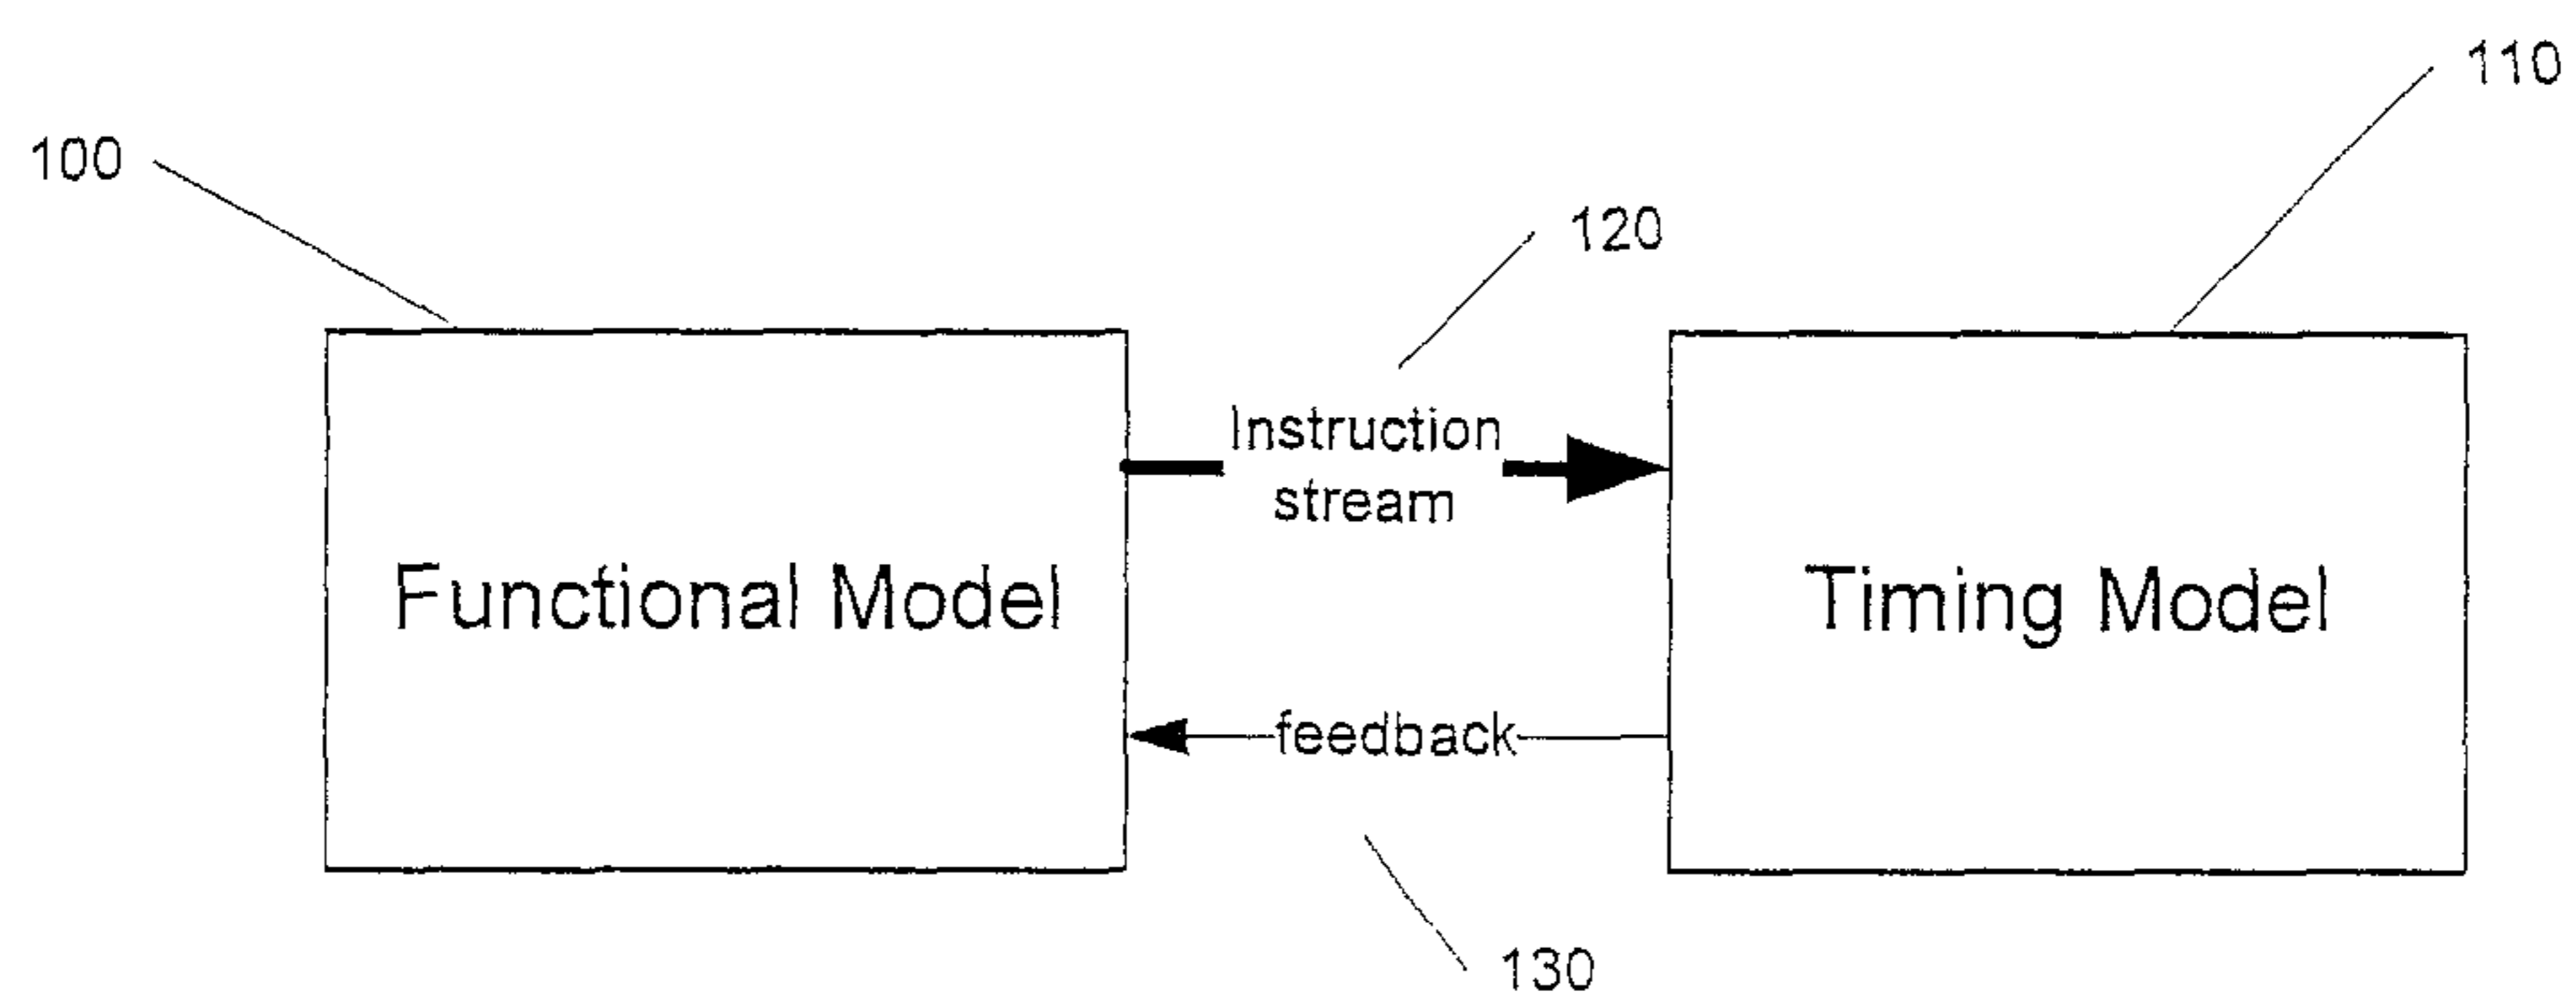 110
100
120
Instruction
stream
Functional Model
Timing Model
feedback
130